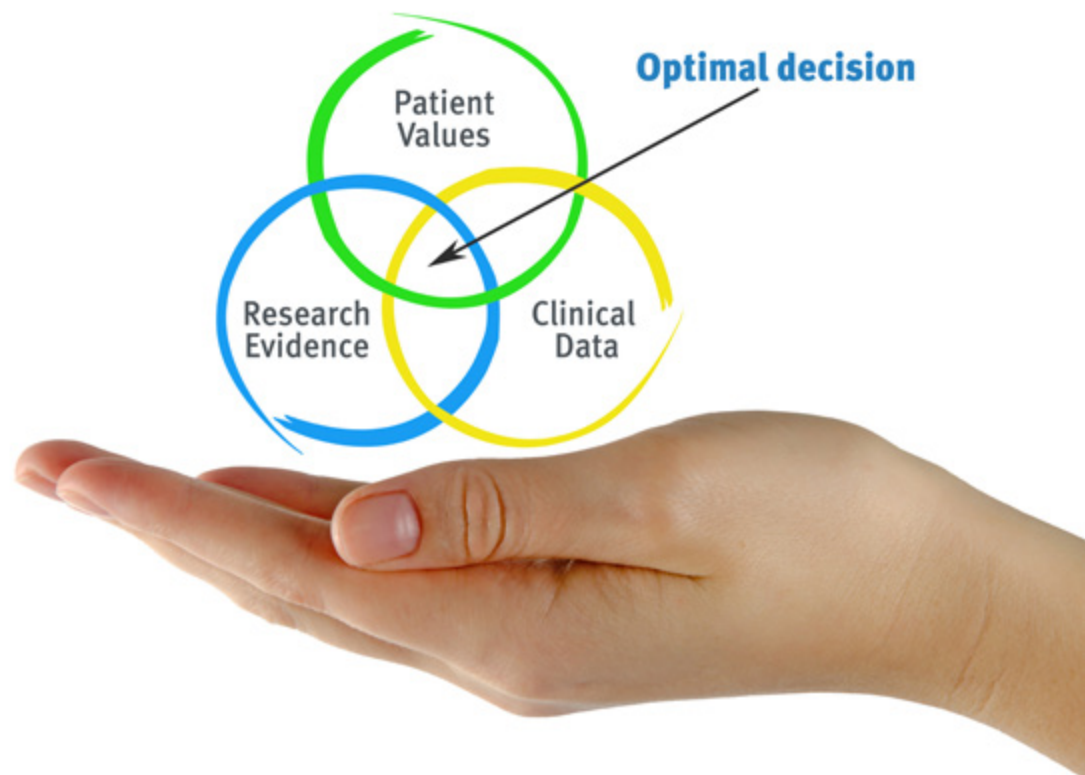 Optimal decision
Patient
Values
Research
Evidence
Clinical
Data